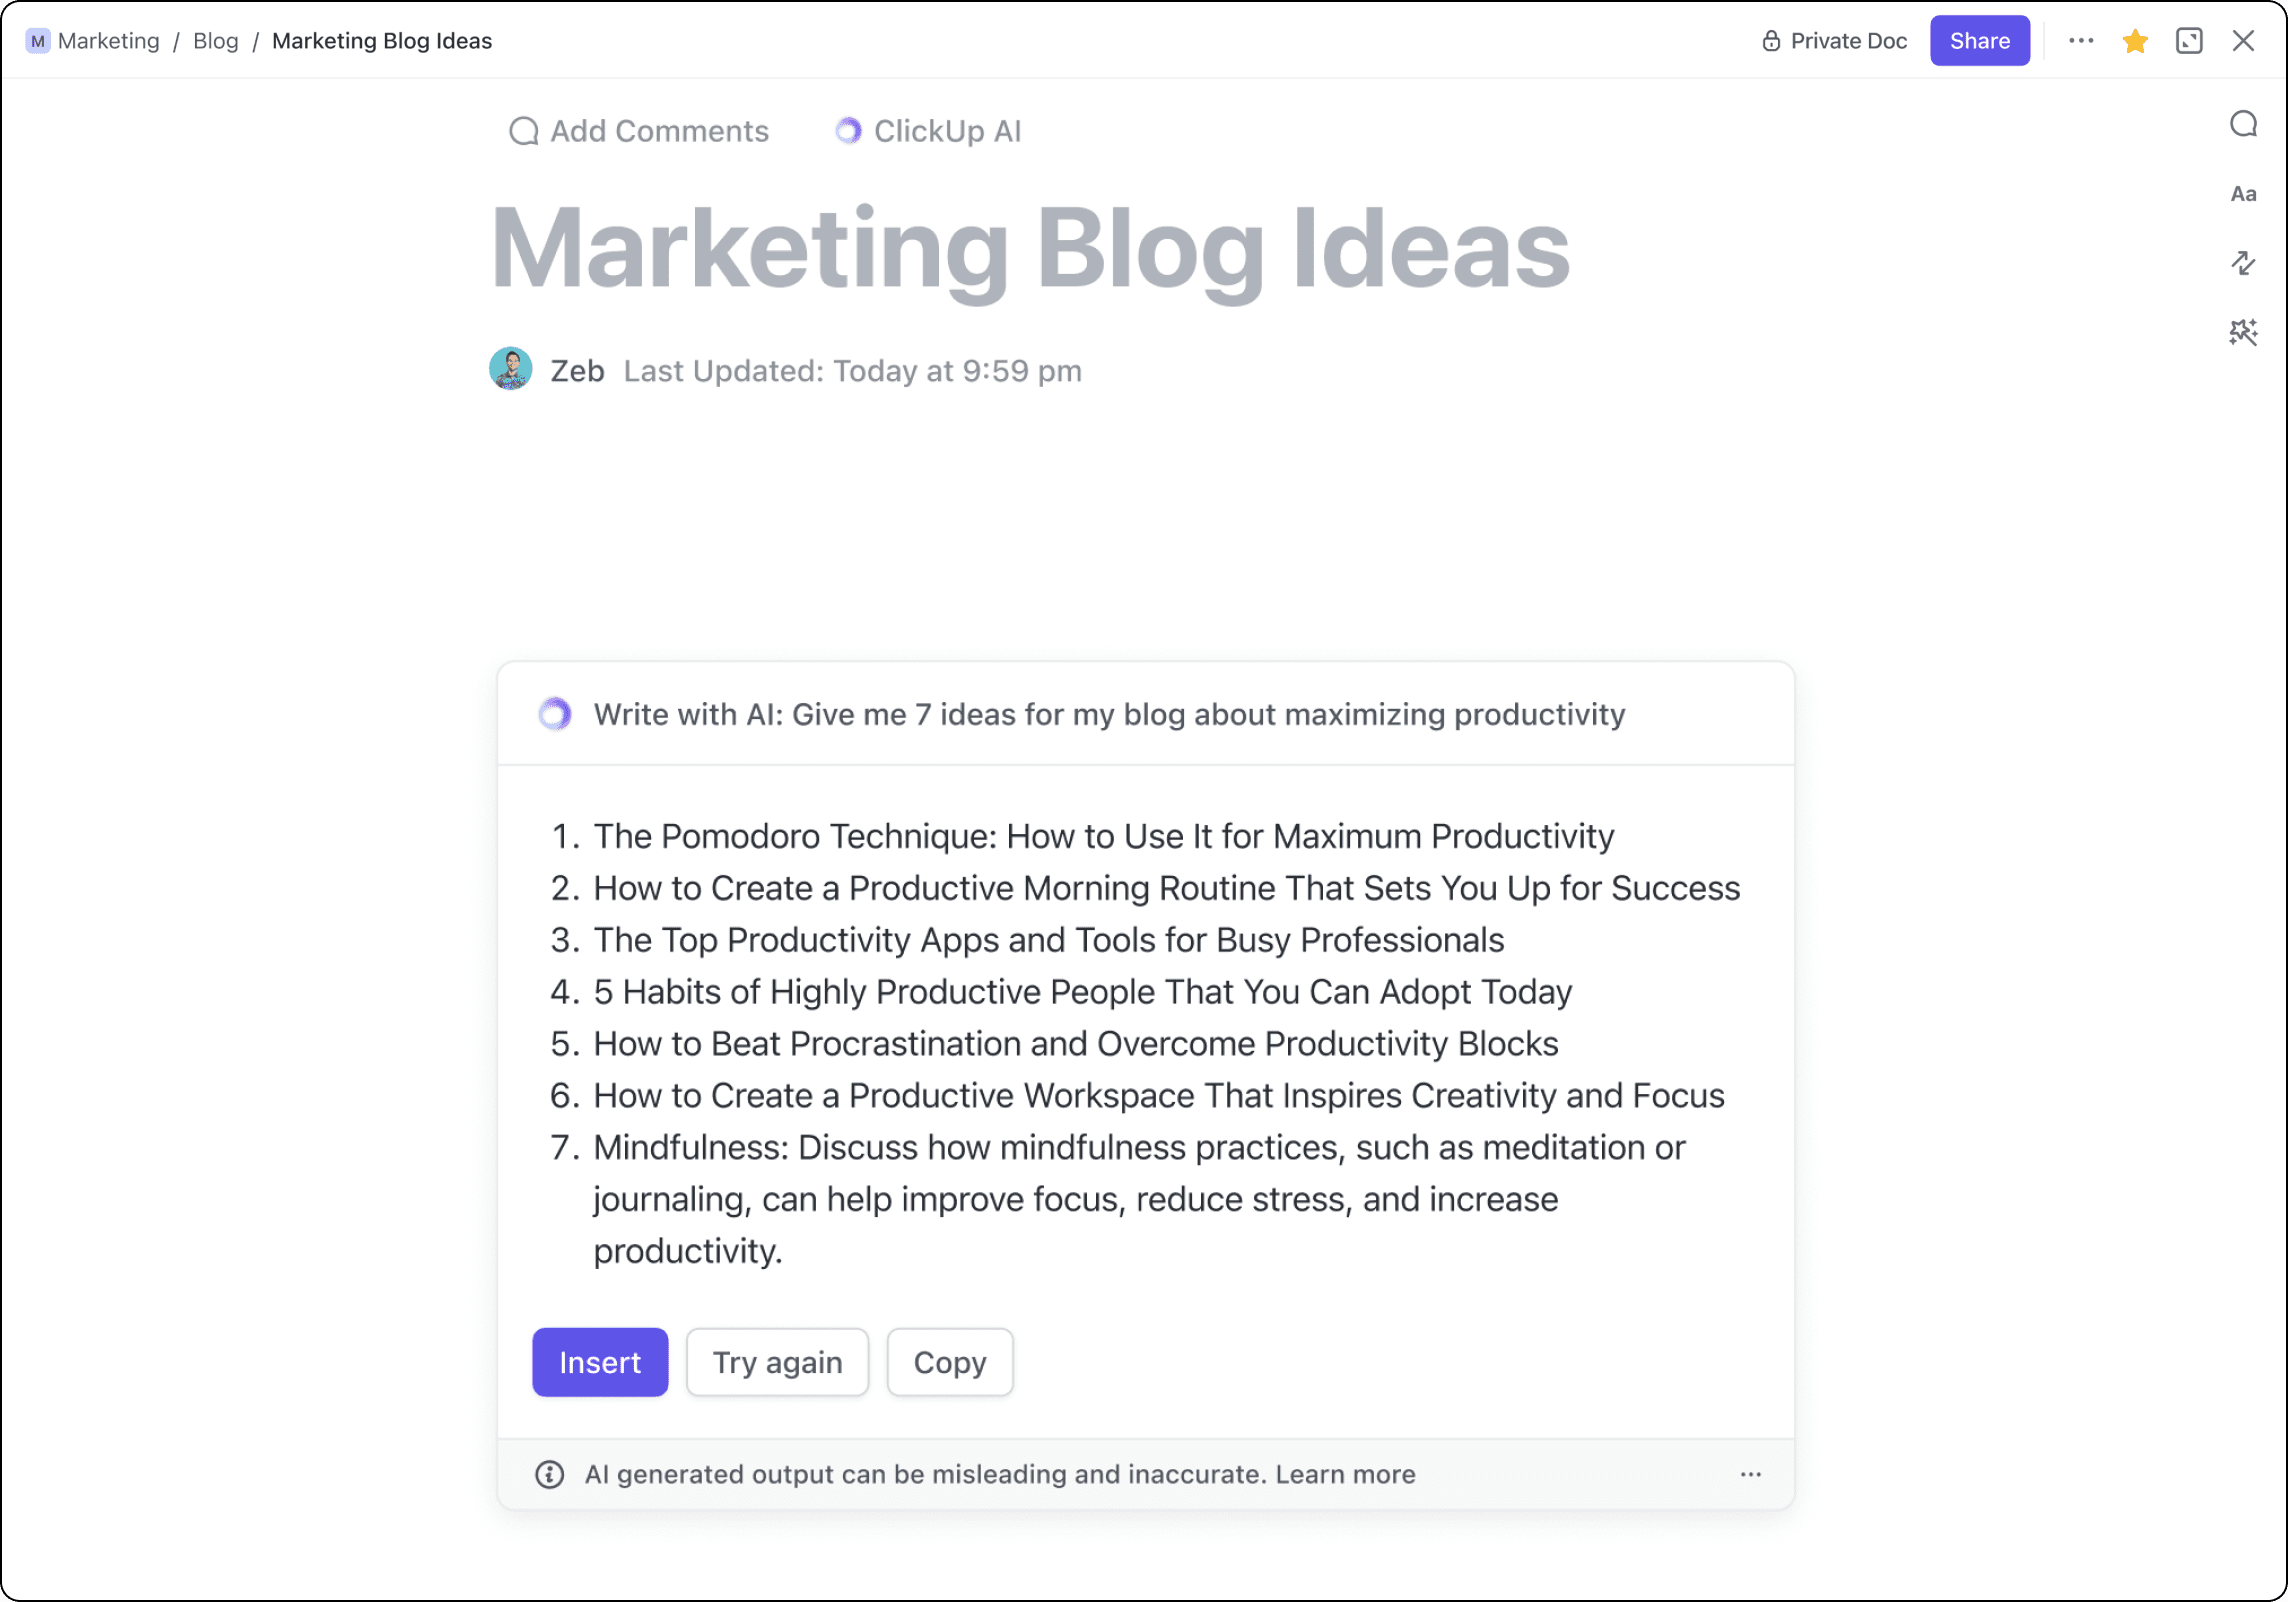 M Marketing / Blog / Marketing Blog Ideas
Private Doc
Share
Add Comments
ClickUp AI
Aa
Marketing Blog Ideas
Zeb Last Updated: Today at 9:59 pm
Write with AI: Give me 7 ideas for my blog about maximizing productivity
1. The Pomodoro Technique: How to Use It for Maximum Productivity
2. How to Create a Productive Morning Routine That Sets You Up for Success
3. The Top Productivity Apps and Tools for Busy Professionals
4. 5 Habits of Highly Productive People That You Can Adopt Today
5. How to Beat Procrastination and Overcome Productivity Blocks
6. How to Create a Productive Workspace That Inspires Creativity and Focus
7. Mindfulness: Discuss how mindfulness practices, such as meditation or
journaling, can help improve focus, reduce stress, and increase
productivity.
Insert
Try again
Copy
AI generated output can be misleading and inaccurate. Learn more